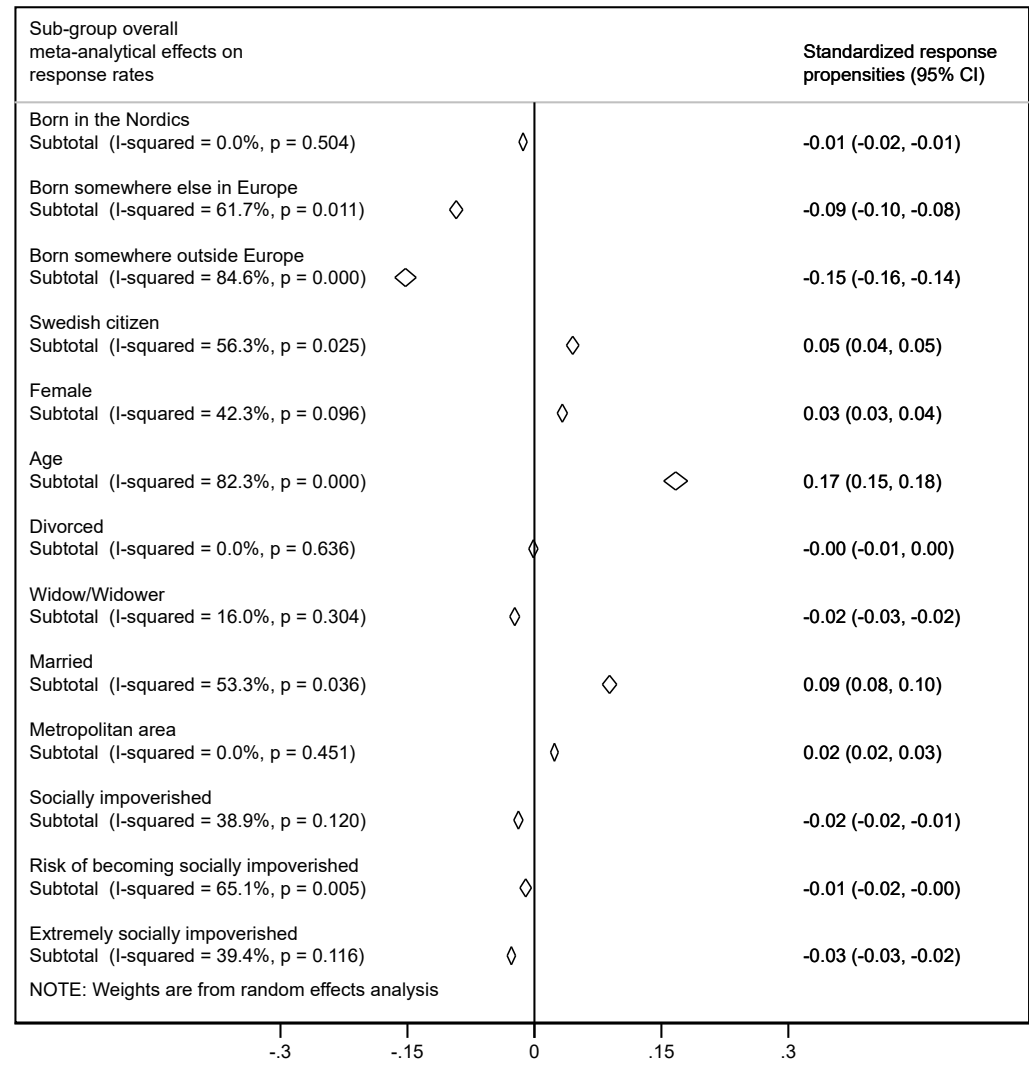 Sub-group overall
meta-analytical effects on
response rates
Standardized response
propensities (95% CI)
Born in the Nordics
Subtotal (I-squared = 0.0%, p = 0.504) -0.01 (-0.02, -0.01)
Born somewhere else in Europe
Subtotal (I-squared = 61.7%, p = 0.011) -0.09 (-0.10, -0.08)
Born somewhere outside Europe
Subtotal (I-squared = 84.6%, p = 0.000) -0.15 (-0.16, -0.14)
Swedish citizen
Subtotal (I-squared = 56.3%, p = 0.025) 0.05 (0.04, 0.05)
Female
Subtotal (I-squared = 42.3%, p = 0.096) 0.03 (0.03, 0.04)
Age
Subtotal (I-squared = 82.3%, p = 0.000) 0.17 (0.15, 0.18)
Divorced
Subtotal (I-squared = 0.0%, p = 0.636) -0.00 (-0.01, 0.00)
Widow/Widower
Subtotal (I-squared = 16.0%, p = 0.304) -0.02 (-0.03, -0.02)
Married
Subtotal (I-squared = 53.3%, p = 0.036) 0.09 (0.08, 0.10)
Metropolitan area
Subtotal (I-squared = 0.0%, p = 0.451) 0.02 (0.02, 0.03)
Socially impoverished
Subtotal (I-squared = 38.9%, p = 0.120) -0.02 (-0.02, -0.01)
Risk of becoming socially impoverished
Subtotal (I-squared = 65.1%, p = 0.005) -0.01 (-0.02, -0.00)
Extremely socially impoverished
Subtotal (I-squared = 39.4%, p = 0.116) -0.03 (-0.03, -0.02)
NOTE: Weights are from random effects analysis
-.3 -.15 0 .15 .3